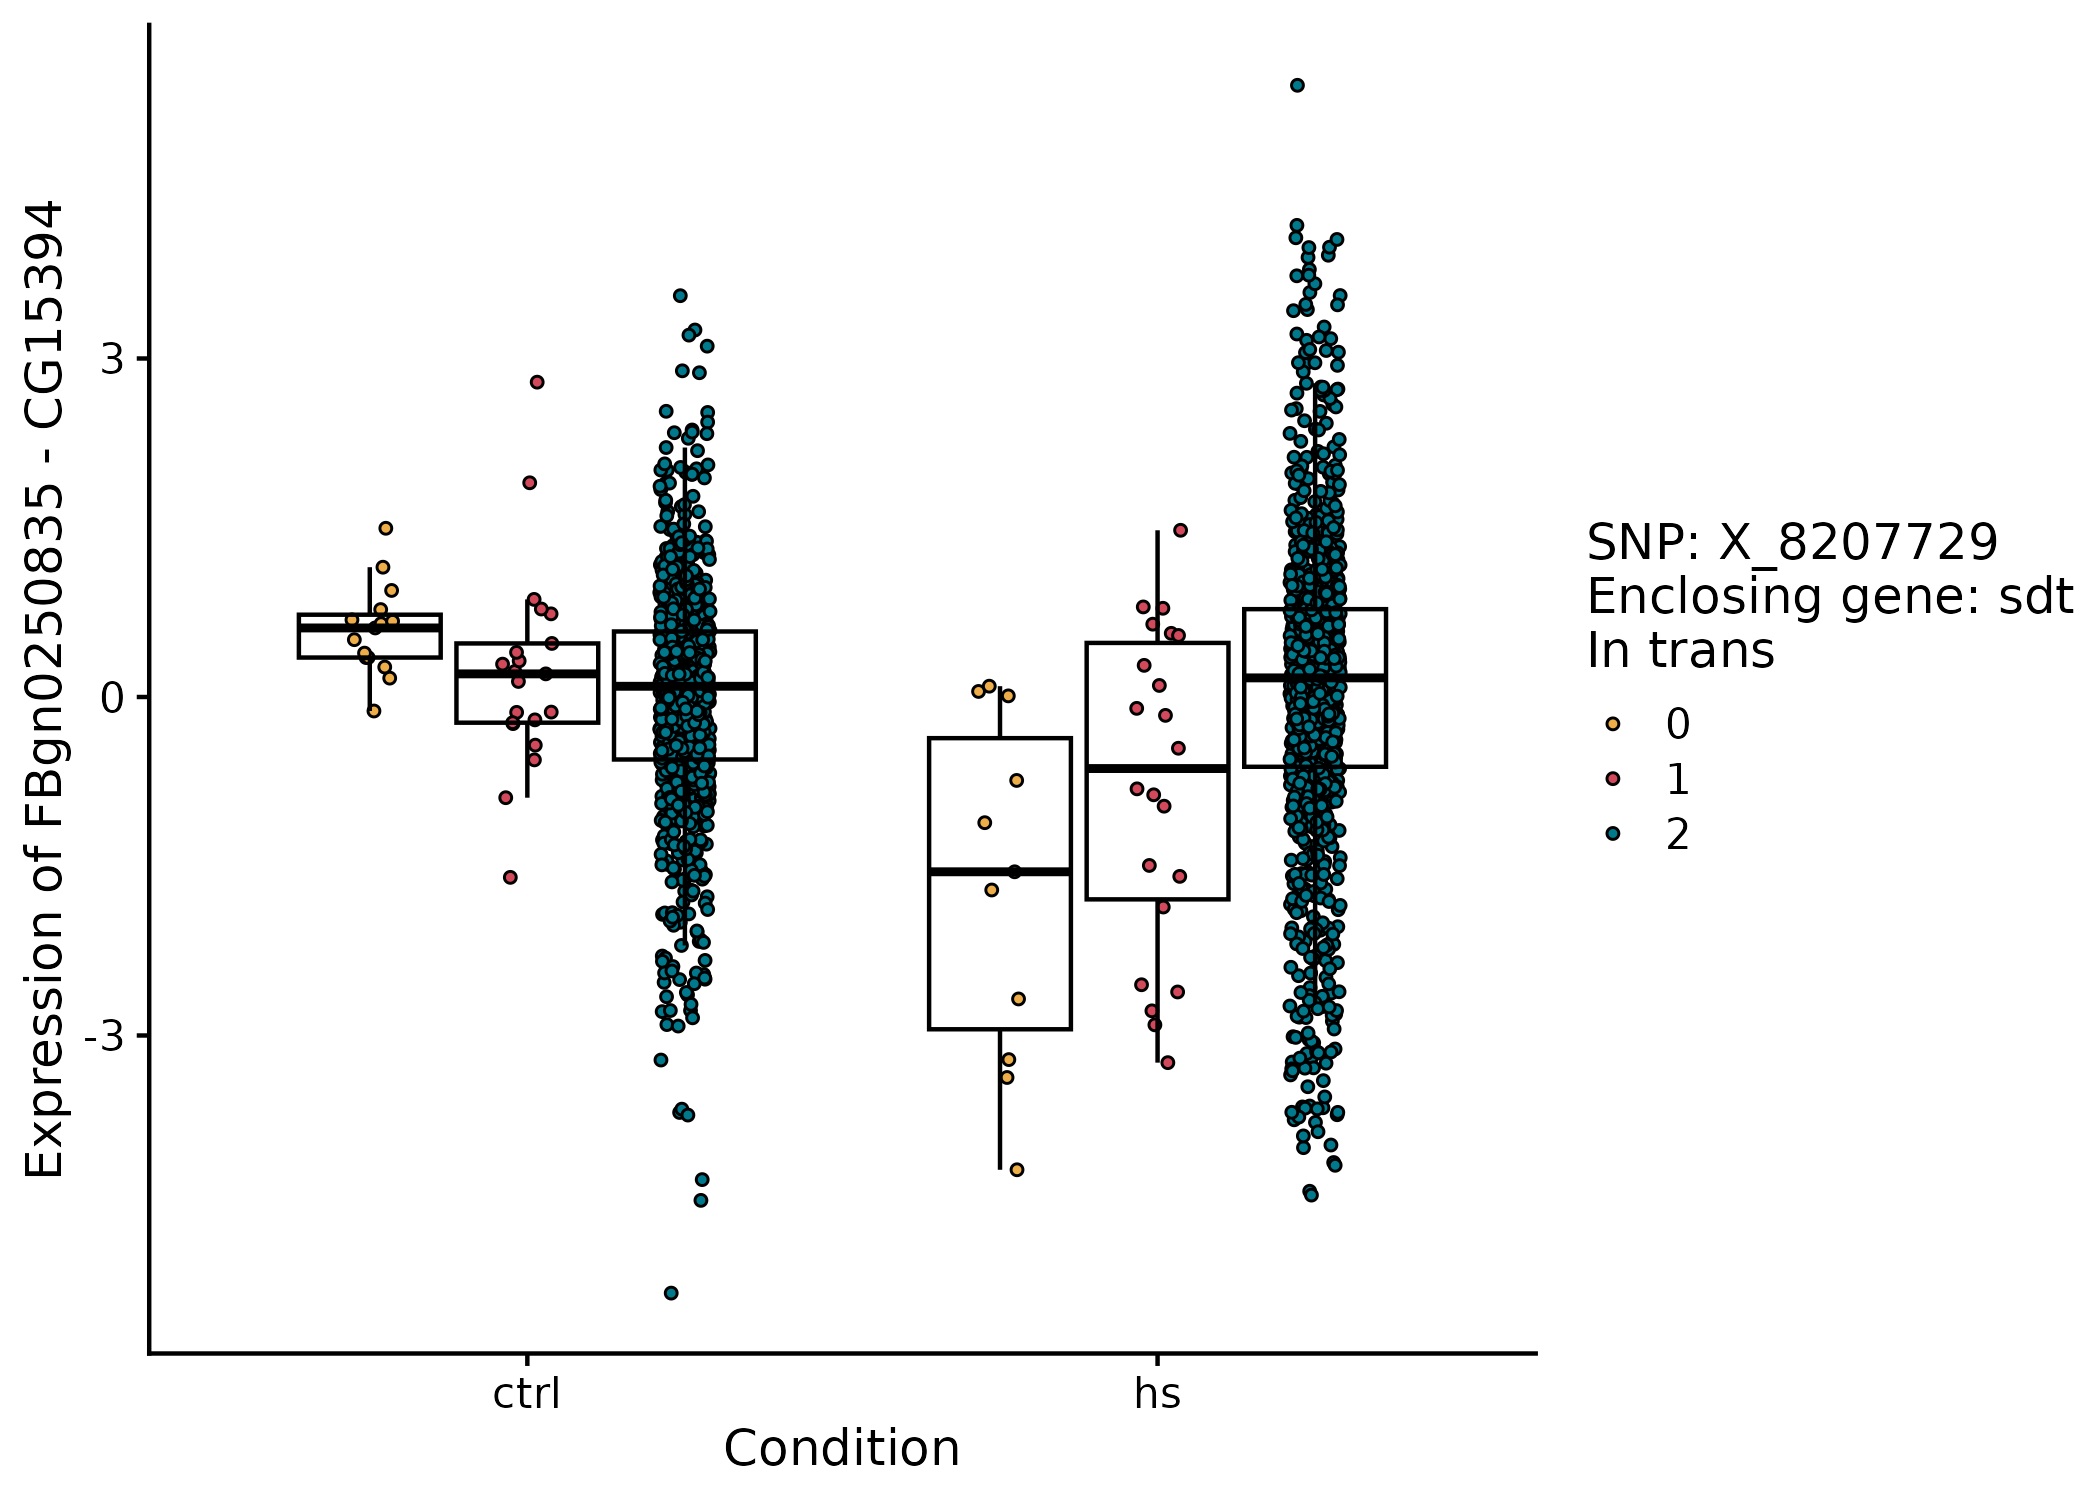 Expression of FBgn0250835 - CG15394
3
0
-3
ctrl
hs
Condition
SNP: X_8207729
Enclosing gene: sdt
In trans
0
1
2